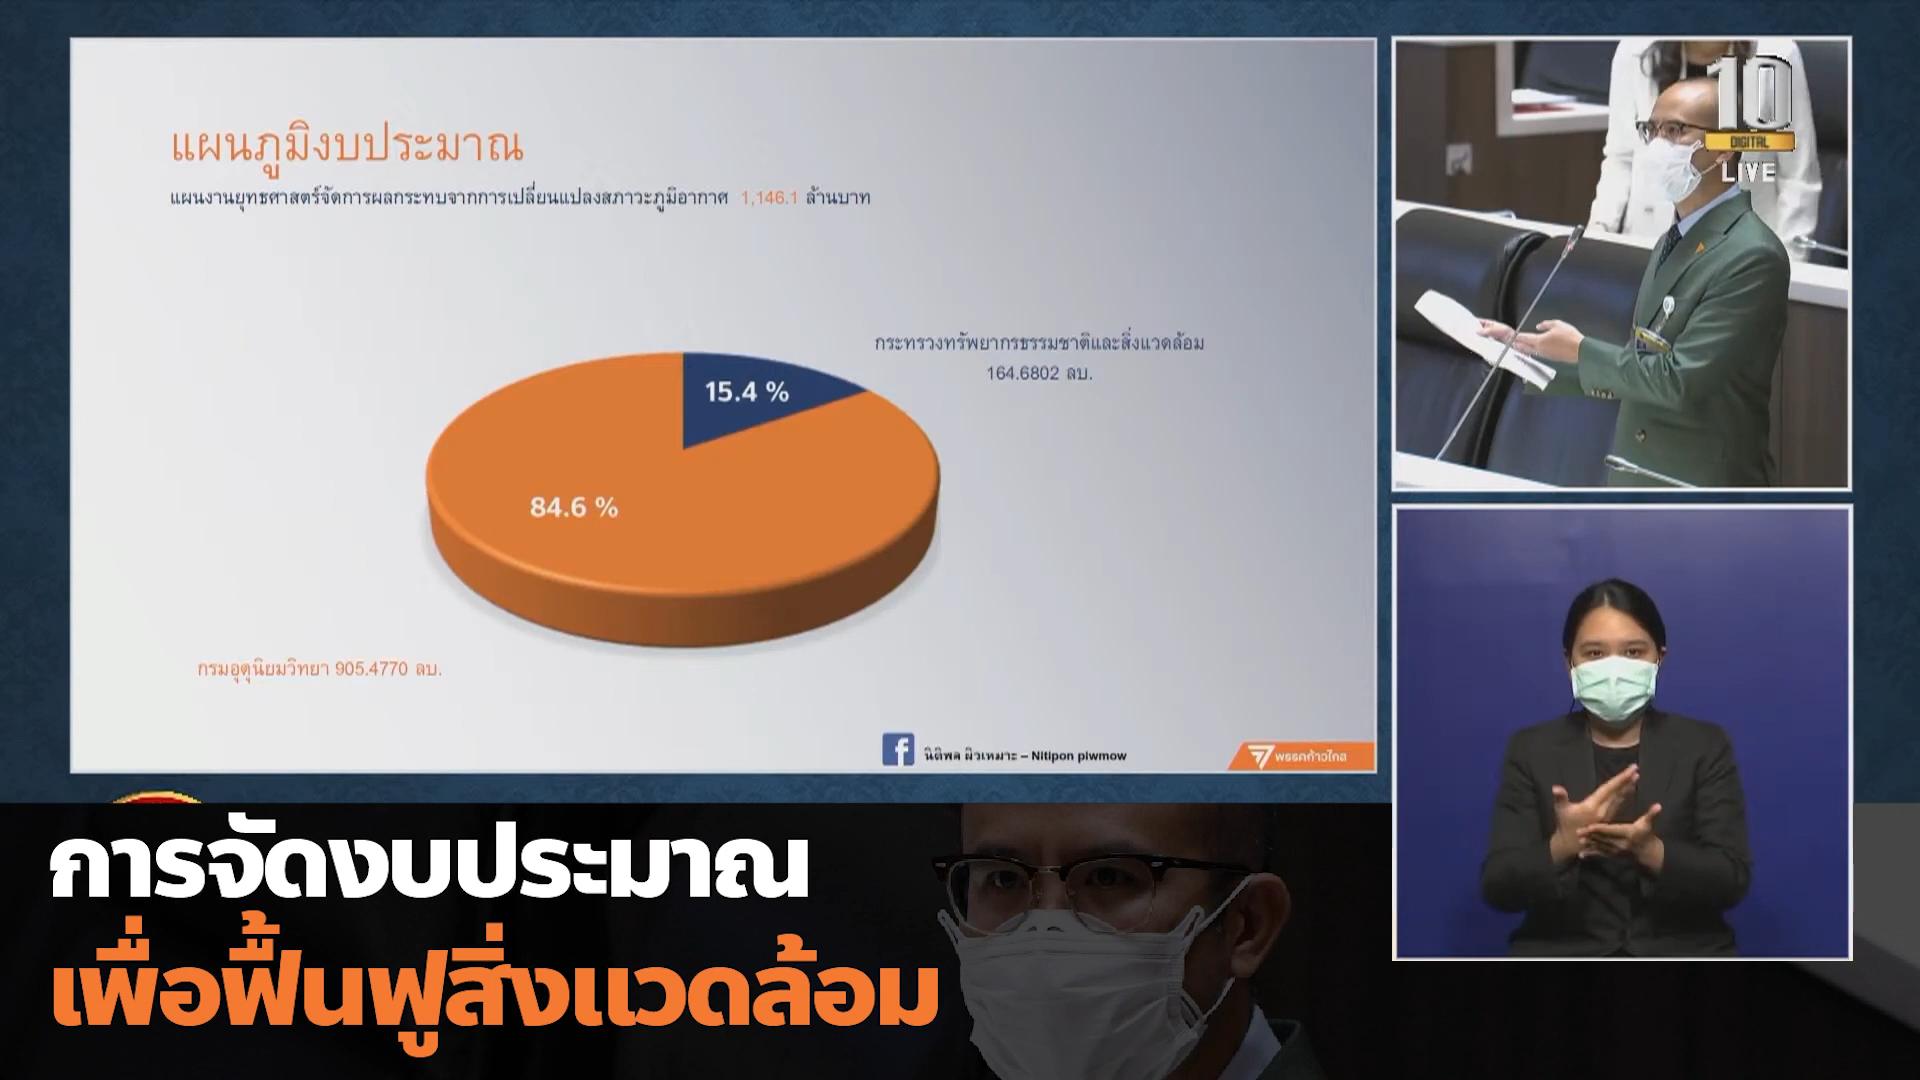 แผนภูมิงบประมาณ
แผนงานยุทธศาสตร์จัดการผลกระทบจากการเปลี่ยนแปลงสภาวะภูมิอากาศ 1,146.1 ล้านบาท
กระทรวงทรัพยากรธรรมชาติและสิ่งแวดล้อม
164.6802 ลบ.
15.4 %
84.6 %
กรมอุตุนิยมวิทยา 905.4770 ลบ.
f นิติพล ผิวเหมาะ – Nitipon piwmow
พรรคก้าวไกล
10
DIGITAL
LIVE
การจัดงบประมาณ
เพื่อฟื้นฟูสิ่งแวดล้อม